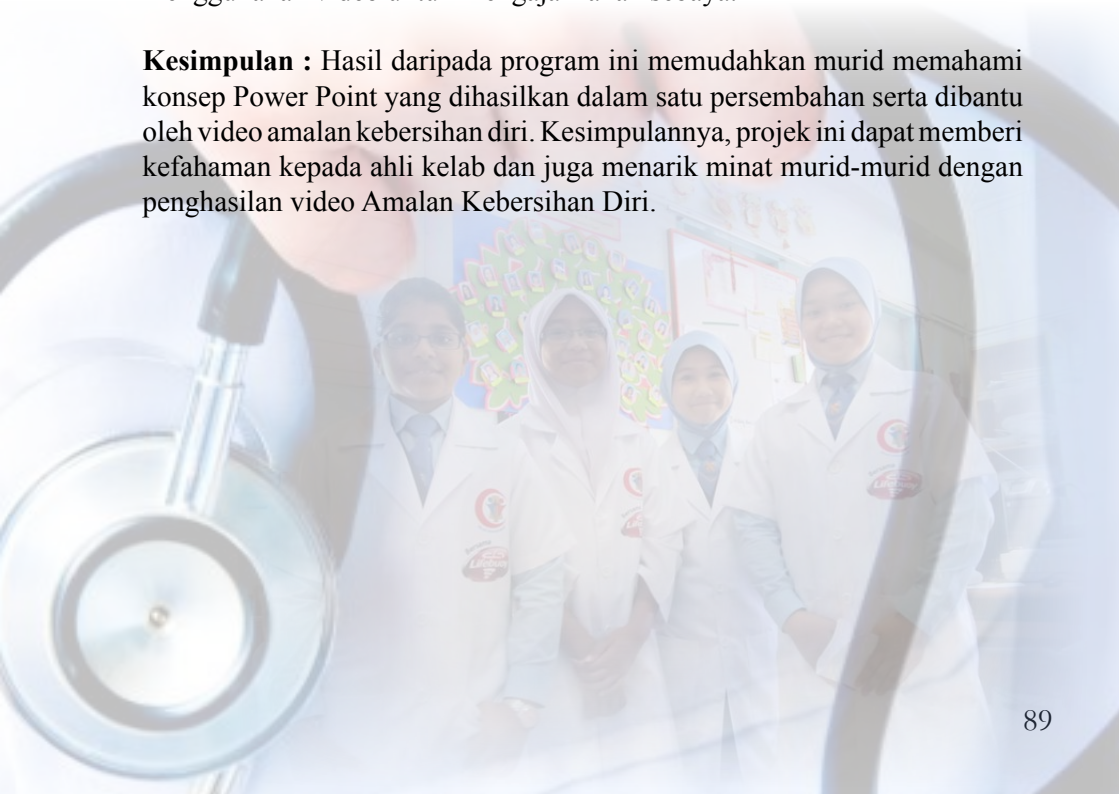 Kesimpulan : Hasil daripada program ini memudahkan murid memahami
konsep Power Point yang dihasilkan dalam satu persembahan serta dibantu
oleh video amalan kebersihan diri. Kesimpulannya, projek ini dapat memberi
kefahaman kepada ahli kelab dan juga menarik minat murid-murid dengan
penghasilan video Amalan Kebersihan Diri.
Lifebuoy
89